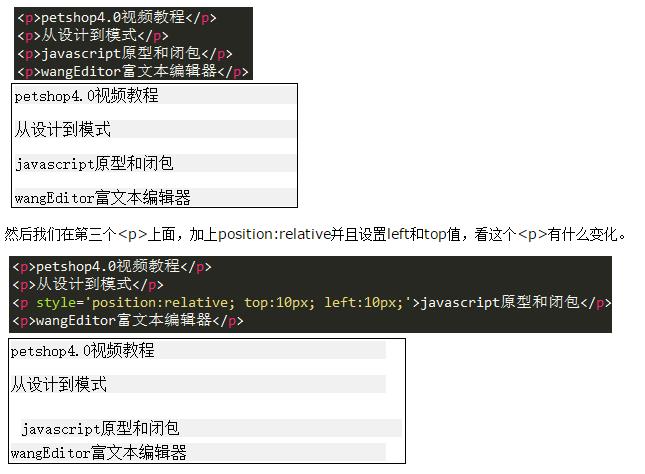 <p>petshop4.0视频教程</p>
<p>从设计到模式</p>
<p>javascript原型和闭包</p>
<p>wangEditor富文本编辑器</p>
petshop4.0视频教程
从设计到模式
javascript原型和闭包
wangEditor富文本编辑器
然后我们在第三个<p>上面，加上position:relative并且设置left和top值，看这个<p>有什么变化。
<p>petshop4.0视频教程</p>
<p>从设计到模式</p>
<p style='position:relative; top:10px; left:10px;'>javascript原型和闭包</p>
<p>wangEditor富文本编辑器</p>
petshop4.0视频教程
从设计到模式
javascript原型和闭包
wangEditor富文本编辑器